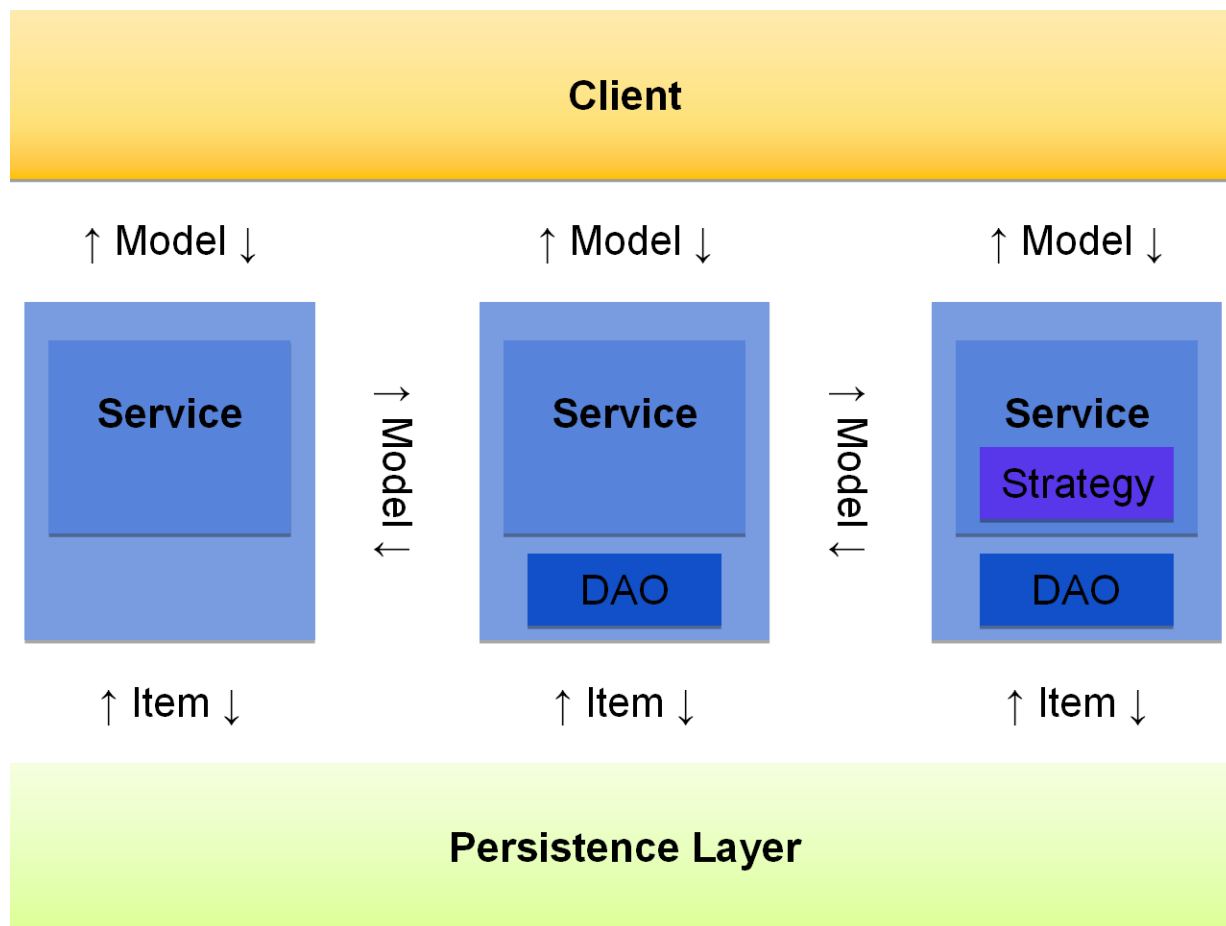 Client
↑ Model ↓
↑ Model ↓
↑ Model ↓
Service
→ Model ←
Service
DAO
→ Model ←
Service
Strategy
DAO
↑ Item ↓
↑ Item ↓
↑ Item ↓
Persistence Layer